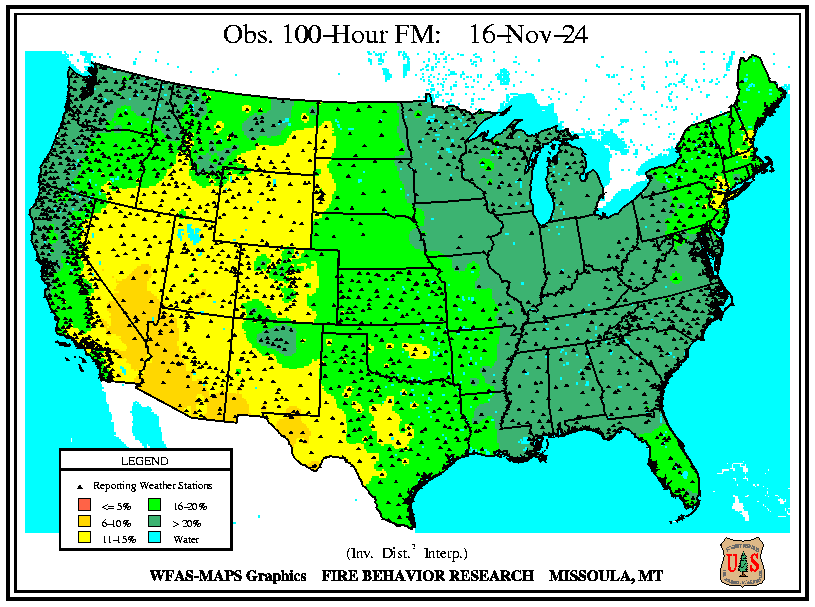 Obs. 100-Hour FM: 16-Nov-24
LEGEND
Reporting Weather Stations
<= 5%
16-20%
6-10%
> 20%
11-15%
Water
(Inv. Dist.² Interp.)
WFAS-MAPS Graphics FIRE BEHAVIOR RESEARCH MISSOULA, MT
U S